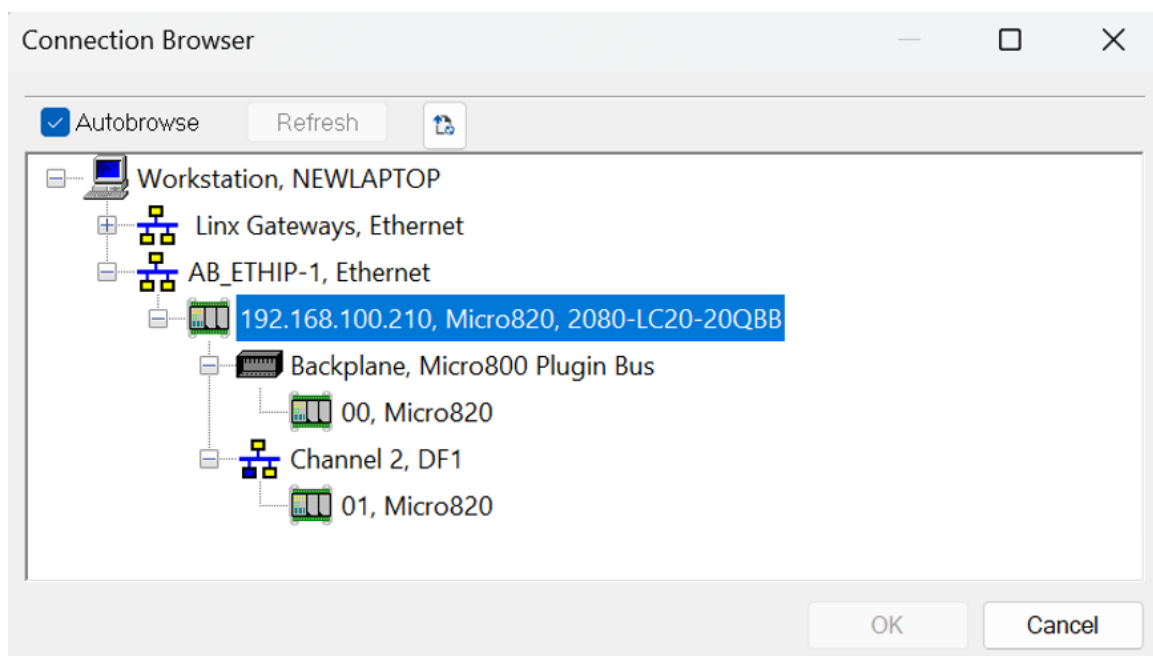 Connection Browser
Autobrowse Refresh
Workstation, NEWLAPTOP
Linx Gateways, Ethernet
AB_ETHIP-1, Ethernet
192.168.100.210, Micro820, 2080-LC20-20QBB
Backplane, Micro800 Plugin Bus
00, Micro820
Channel 2, DF1
01, Micro820
OK Cancel